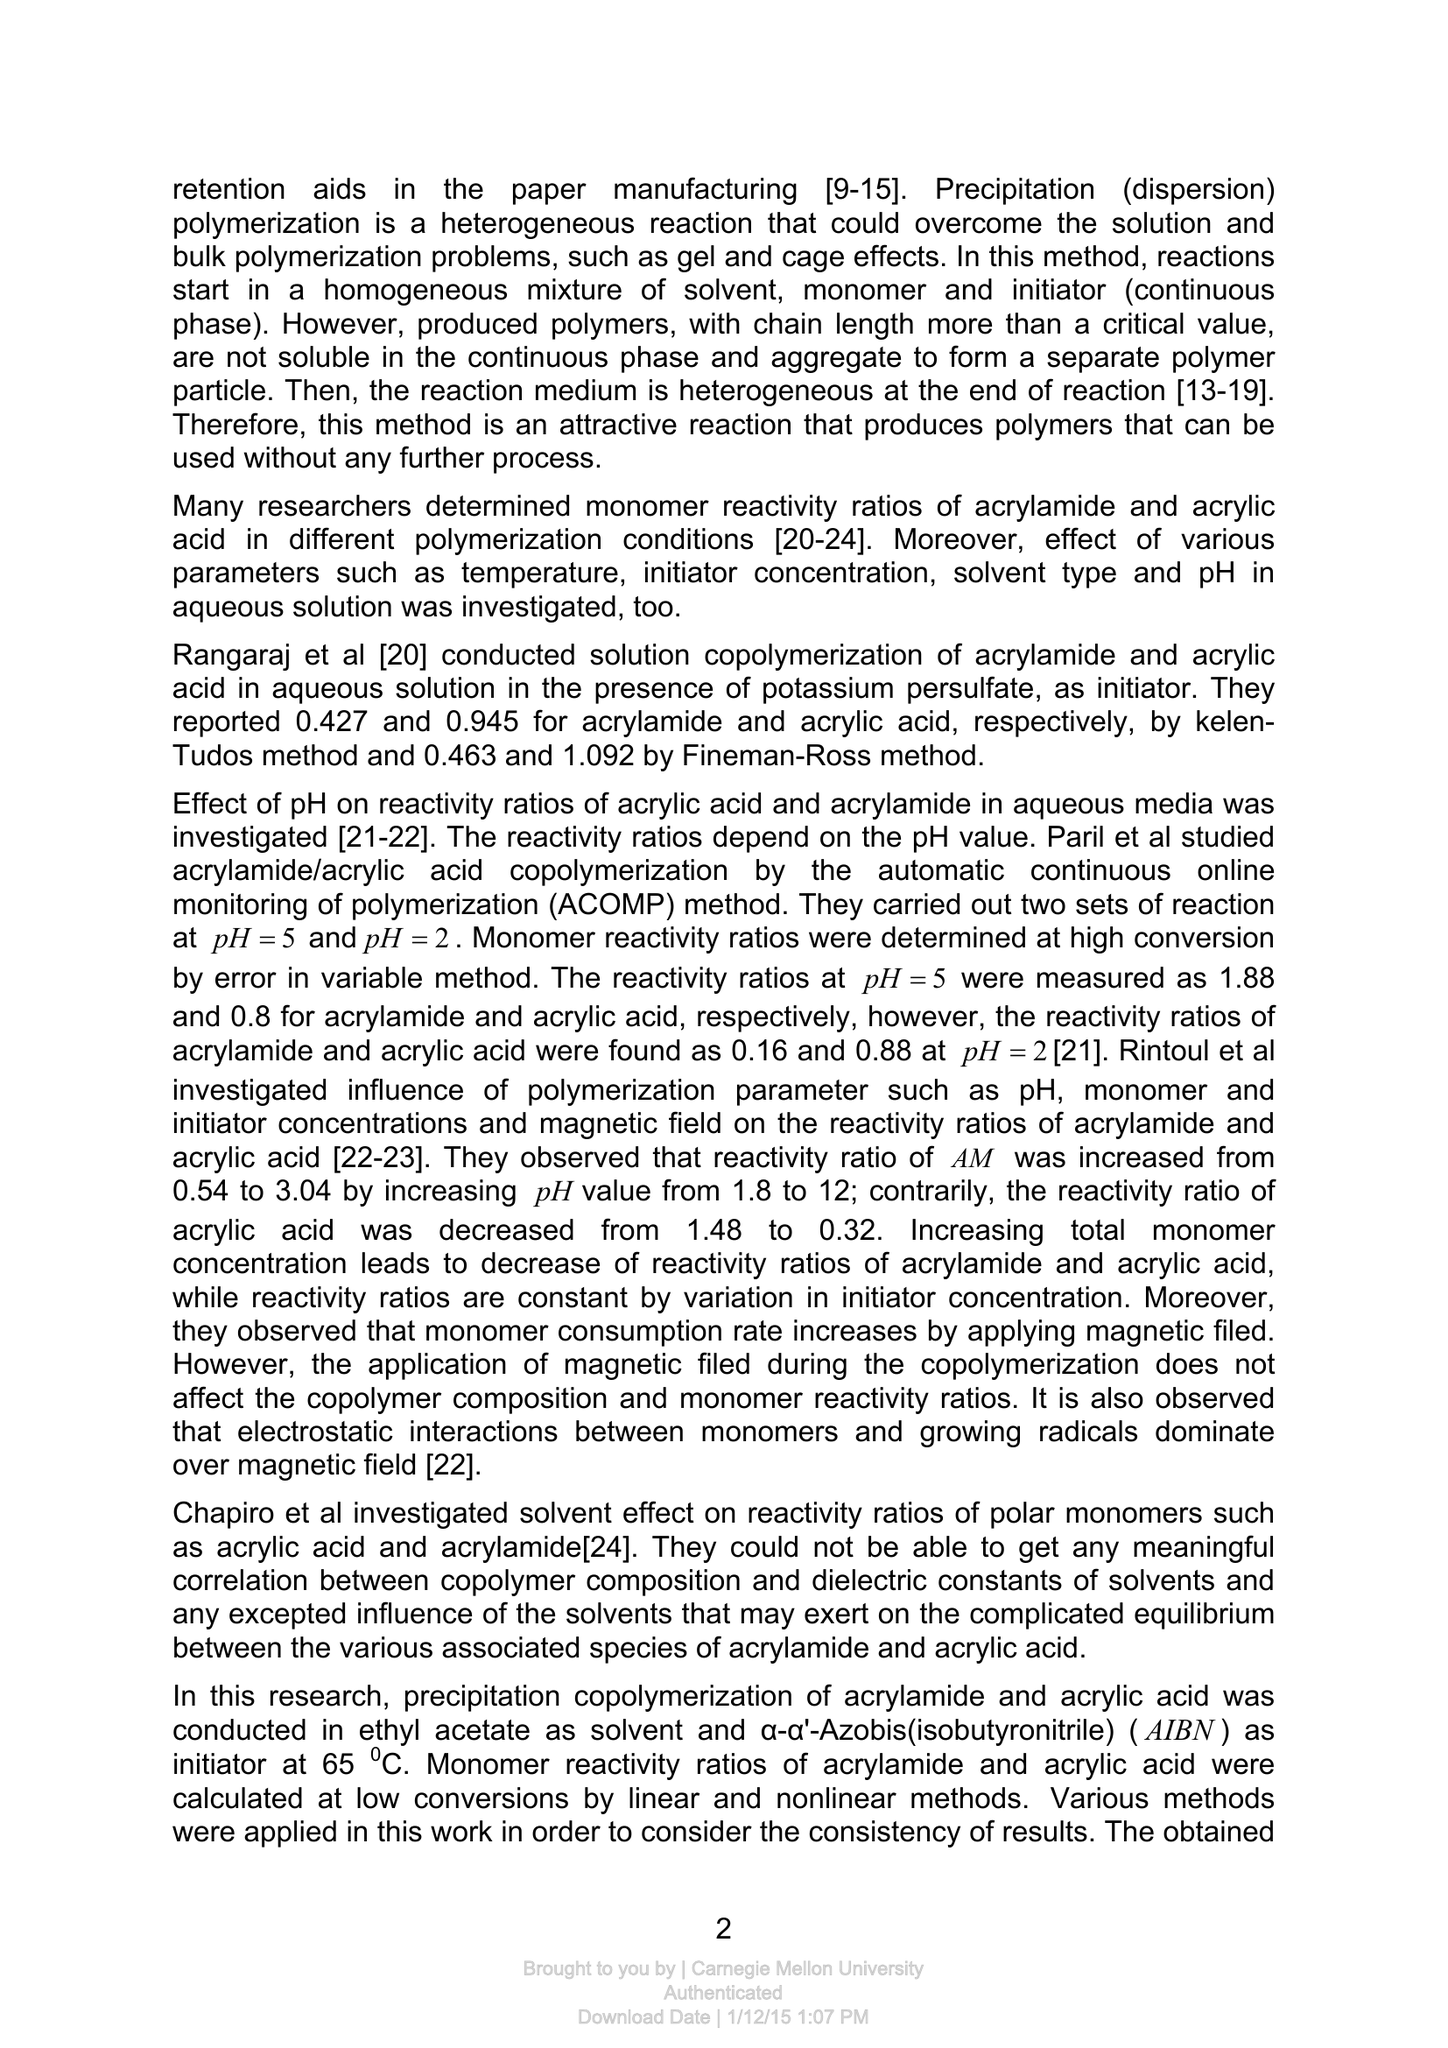 retention aids in the paper manufacturing [9-15]. Precipitation (dispersion)
polymerization is a heterogeneous reaction that could overcome the solution and
bulk polymerization problems, such as gel and cage effects. In this method, reactions
start in a homogeneous mixture of solvent, monomer and initiator (continuous
phase). However, produced polymers, with chain length more than a critical value,
are not soluble in the continuous phase and aggregate to form a separate polymer
particle. Then, the reaction medium is heterogeneous at the end of reaction [13-19].
Therefore, this method is an attractive reaction that produces polymers that can be
used without any further process.
Many researchers determined monomer reactivity ratios of acrylamide and acrylic
acid in different polymerization conditions [20-24]. Moreover, effect of various
parameters such as temperature, initiator concentration, solvent type and pH in
aqueous solution was investigated, too.
Rangaraj et al [20] conducted solution copolymerization of acrylamide and acrylic
acid in aqueous solution in the presence of potassium persulfate, as initiator. They
reported 0.427 and 0.945 for acrylamide and acrylic acid, respectively, by kelen-
Tudos method and 0.463 and 1.092 by Fineman-Ross method.
Effect of pH on reactivity ratios of acrylic acid and acrylamide in aqueous media was
investigated [21-22]. The reactivity ratios depend on the pH value. Paril et al studied
acrylamide/acrylic acid copolymerization by the automatic continuous online
monitoring of polymerization (ACOMP) method. They carried out two sets of reaction
at pH = 5 and pH = 2 . Monomer reactivity ratios were determined at high conversion
by error in variable method. The reactivity ratios at pH = 5 were measured as 1.88
and 0.8 for acrylamide and acrylic acid, respectively, however, the reactivity ratios of
acrylamide and acrylic acid were found as 0.16 and 0.88 at pH = 2 [21]. Rintoul et al
investigated influence of polymerization parameter such as pH, monomer and
initiator concentrations and magnetic field on the reactivity ratios of acrylamide and
acrylic acid [22-23]. They observed that reactivity ratio of AM was increased from
0.54 to 3.04 by increasing pH value from 1.8 to 12; contrarily, the reactivity ratio of
acrylic acid was decreased from 1.48 to 0.32. Increasing total monomer
concentration leads to decrease of reactivity ratios of acrylamide and acrylic acid,
while reactivity ratios are constant by variation in initiator concentration. Moreover,
they observed that monomer consumption rate increases by applying magnetic filed.
However, the application of magnetic filed during the copolymerization does not
affect the copolymer composition and monomer reactivity ratios. It is also observed
that electrostatic interactions between monomers and growing radicals dominate
over magnetic field [22].
Chapiro et al investigated solvent effect on reactivity ratios of polar monomers such
as acrylic acid and acrylamide[24]. They could not be able to get any meaningful
correlation between copolymer composition and dielectric constants of solvents and
any excepted influence of the solvents that may exert on the complicated equilibrium
between the various associated species of acrylamide and acrylic acid.
In this research, precipitation copolymerization of acrylamide and acrylic acid was
conducted in ethyl acetate as solvent and α-α'-Azobis(isobutyronitrile) ( AIBN ) as
initiator at 65 ⁰C. Monomer reactivity ratios of acrylamide and acrylic acid were
calculated at low conversions by linear and nonlinear methods. Various methods
were applied in this work in order to consider the consistency of results. The obtained
2
Brought to you by | Carnegie Mellon University
Authenticated
Download Date | 1/12/15 1:07 PM